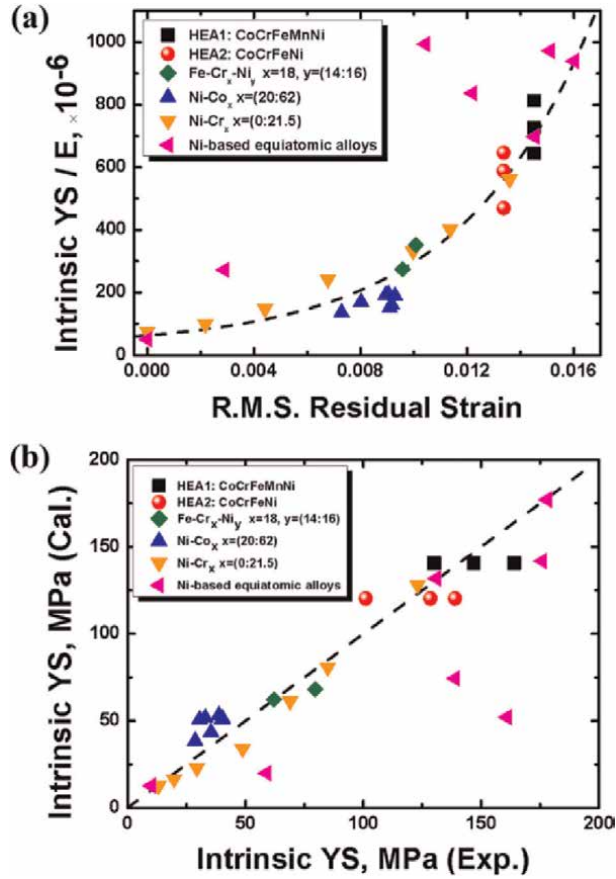 (a)
1000
800
600
400
200
0
Intrinsic YS / E, ×10-6
HEA1: CoCrFeMnNi
HEA2: CoCrFeNi
Fe-Crx-Niy x=18, y=(14:16)
Ni-Cox x=(20:62)
Ni-Crx x=(0:21.5)
Ni-based equiatomic alloys
0.000 0.004 0.008 0.012 0.016
R.M.S. Residual Strain
(b)
200
150
100
50
0
Intrinsic YS, MPa (Cal.)
HEA1: CoCrFeMnNi
HEA2: CoCrFeNi
Fe-Crx-Niy x=18, y=(14:16)
Ni-Cox x=(20:62)
Ni-Crx x=(0:21.5)
Ni-based equiatomic alloys
0 50 100 150 200
Intrinsic YS, MPa (Exp.)